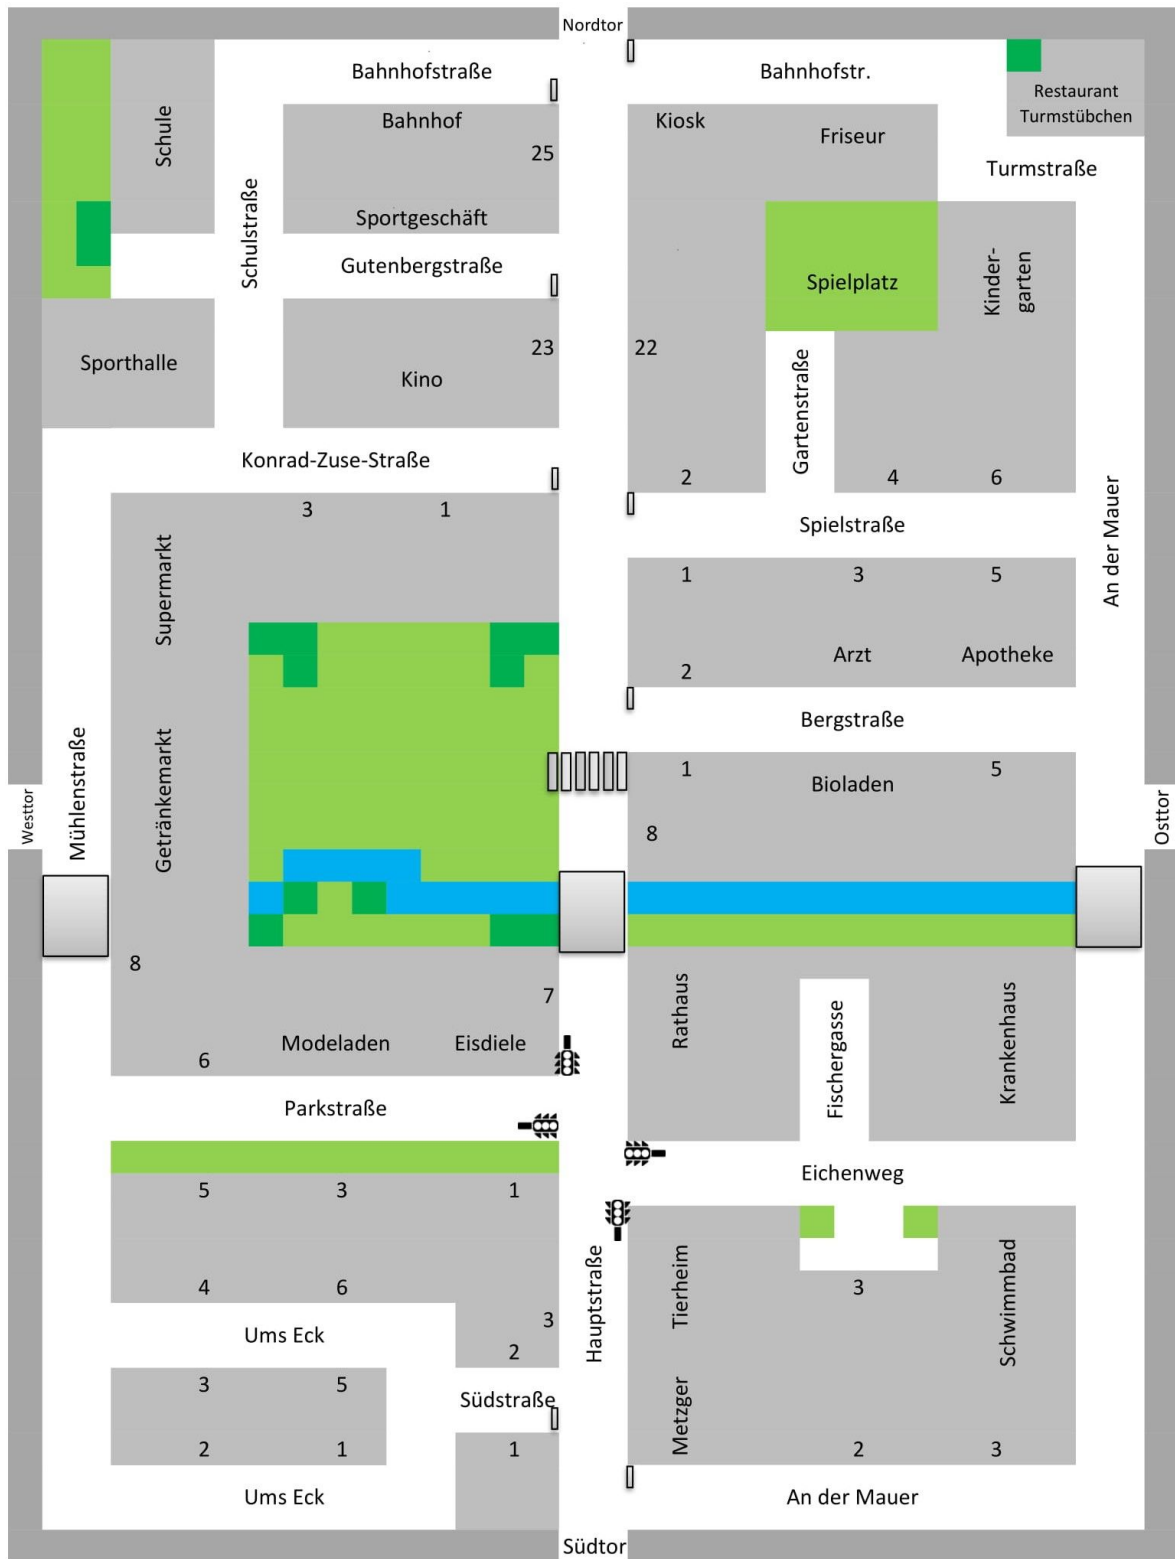 Nordtor
Bahnhofstraße
Bahnhofstr.
Restaurant
Turmstübchen
Schule
Bahnhof
Kiosk
Friseur
25
Turmstraße
Schulstraße
Sportgeschäft
Gutenbergstraße
Spielplatz
Kinder-
garten
Sporthalle
23
22
Kino
Gartenstraße
Konrad-Zuse-Straße
2
4
6
3
1
Spielstraße
An der Mauer
Supermarkt
1
3
5
Arzt
Apotheke
2
Bergstraße
Mühlenstraße
Getränkemarkt
1
5
Bioladen
Westtor
8
Osttor
8
7
Rathaus
Krankenhaus
Fischergasse
Modeladen
Eisdiele
6
Parkstraße
Eichenweg
5
3
1
Hauptstraße
Tierheim
3
Schwimmbad
4
6
3
Ums Eck
2
3
5
Südstraße
Metzger
2
1
1
2
3
Ums Eck
An der Mauer
Südtor